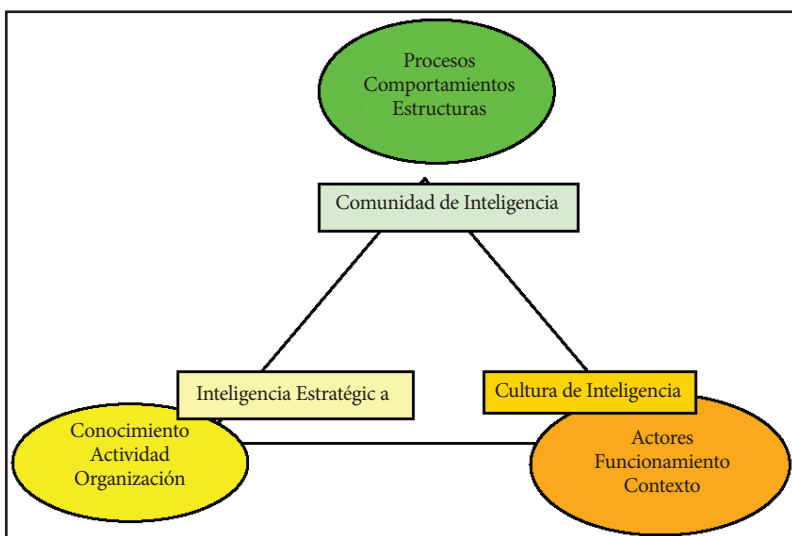 Procesos
Comportamientos
Estructuras
Comunidad de Inteligencia
Inteligencia Estratégic a
Cultura de Inteligencia
Conocimiento
Actividad
Organización
Actores
Funcionamiento
Contexto